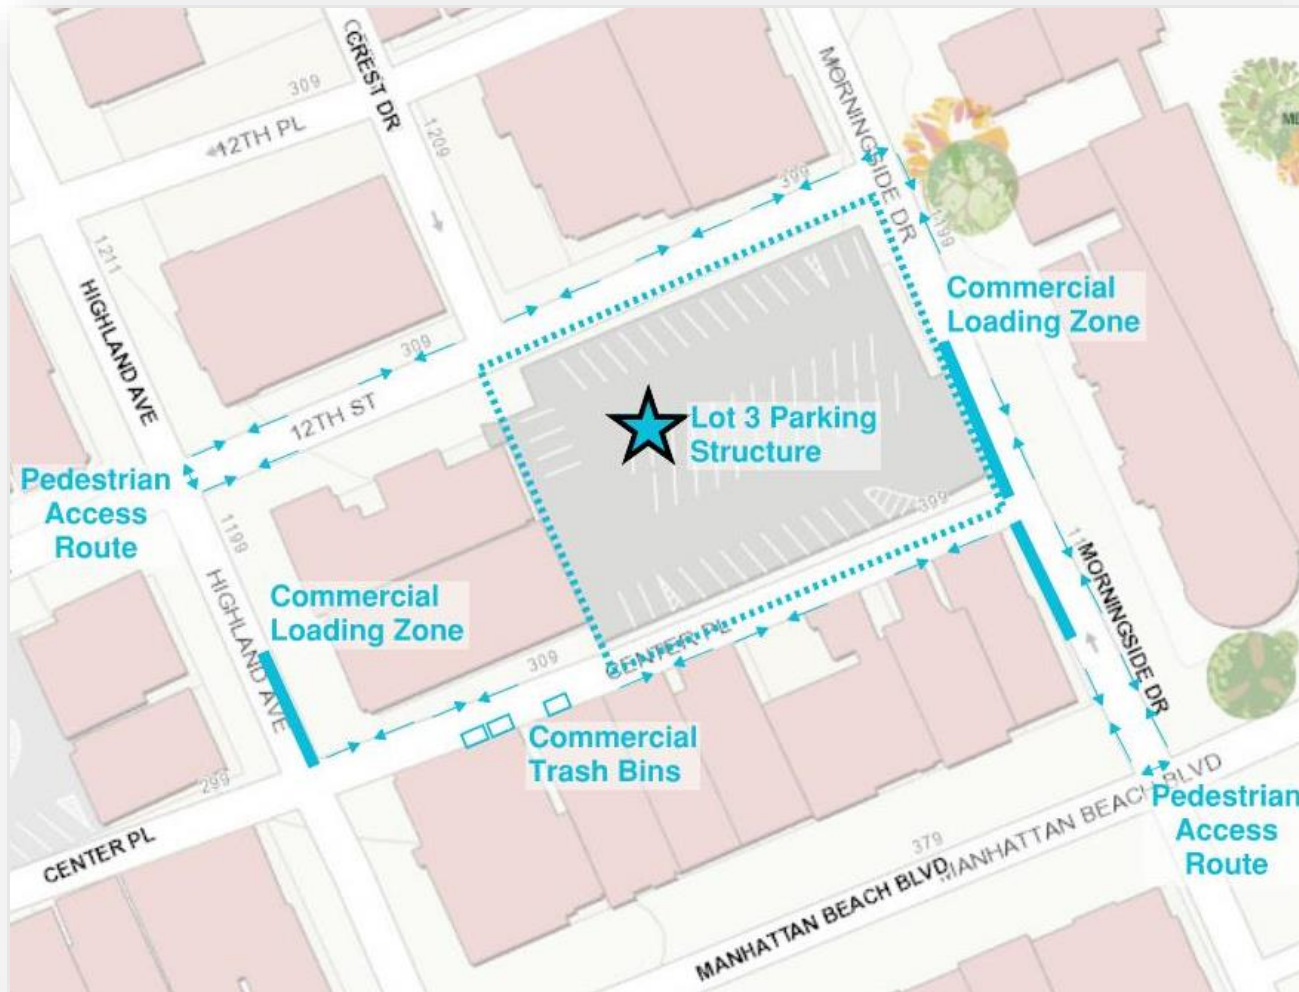 CREST DR
MORNINGSIDE DR
309
12TH PL
1209
399
1211
1199
HIGHLAND AVE
Commercial
Loading Zone
309
12TH ST
Lot 3 Parking
Structure
Pedestrian
Access
Route
1199
399
HIGHLAND AVE
Commercial
Loading Zone
MORNINGSIDE DR
CENTER PL
309
Commercial
Trash Bins
299
CENTER PL
379
MANHATTAN BEACH BLVD
MANHATTAN BEACH BLVD
Pedestrian
Access
Route